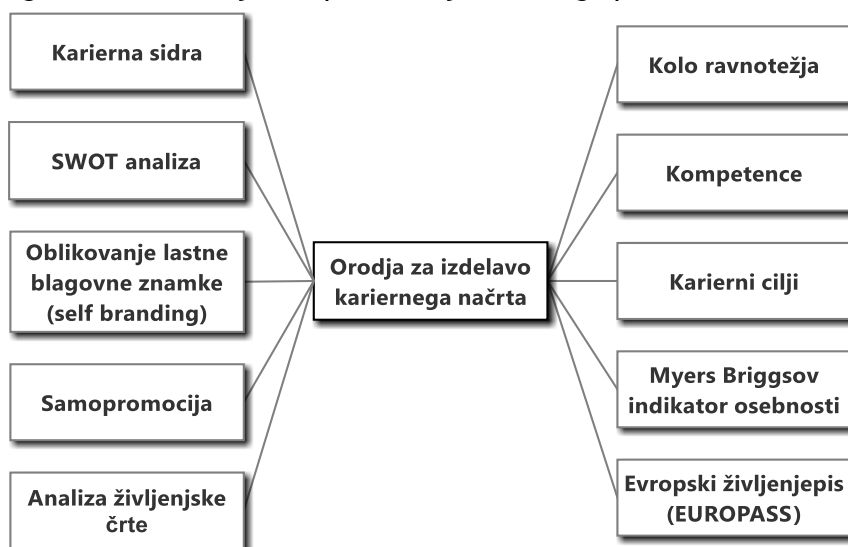 Karierna sidra
SWOT analiza
Oblikovanje lastne
blagovne znamke
(self branding)
Samopromocija
Analiza življenjske
črte
Orodja za izdelavo
kariernega načrta
Kolo ravnotežja
Kompetence
Karierni cilji
Myers Briggsov
indikator osebnosti
Evropski življenjepis
(EUROPASS)